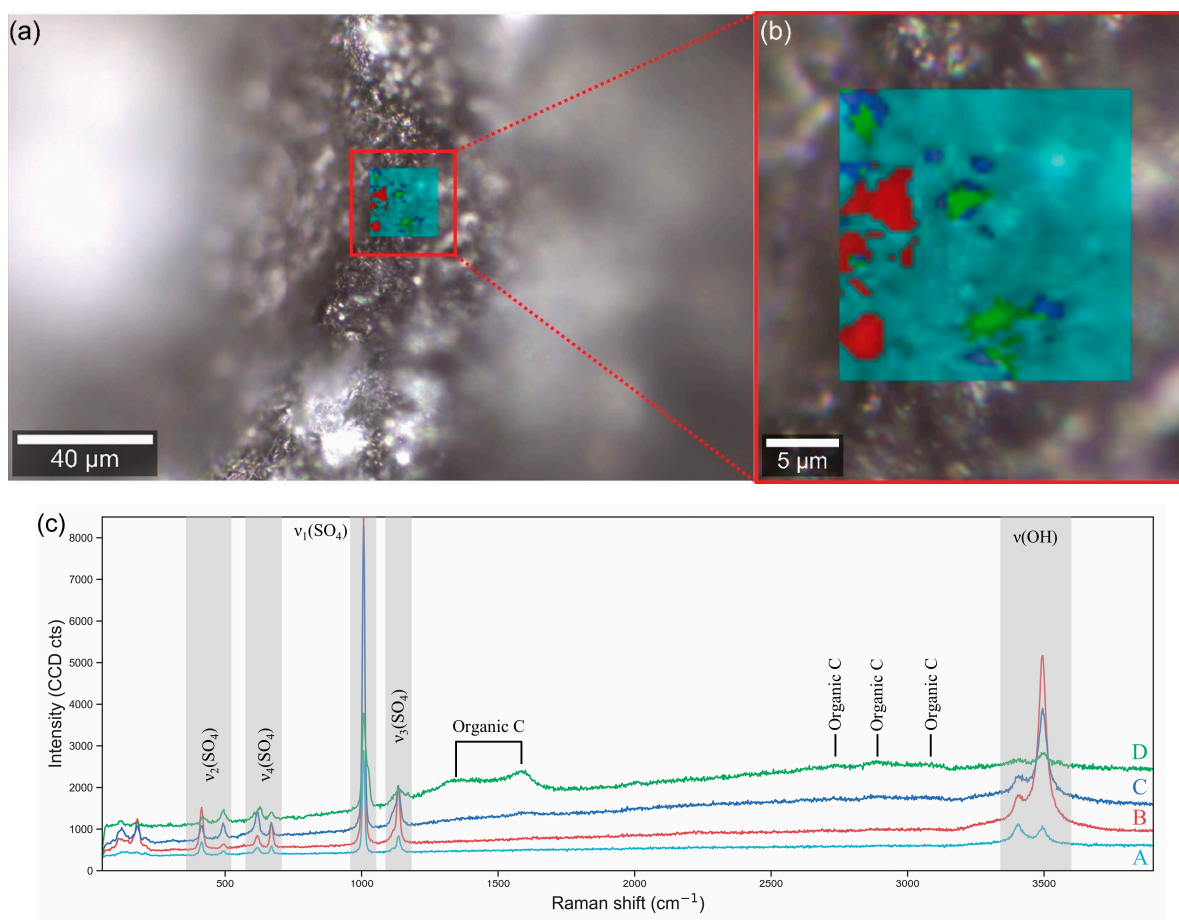 (a)
(b)
40 µm
5 µm
(c)
ν₁(SO₄)
ν(OH)
ν₂(SO₄)
ν₄(SO₄)
ν₃(SO₄)
Organic C
Organic C
Organic C
Organic C
D
C
B
A
8000
7000
6000
5000
4000
3000
2000
1000
0
Intensity (CCD cts)
500
1000
1500
2000
2500
3000
3500
Raman shift (cm⁻¹)